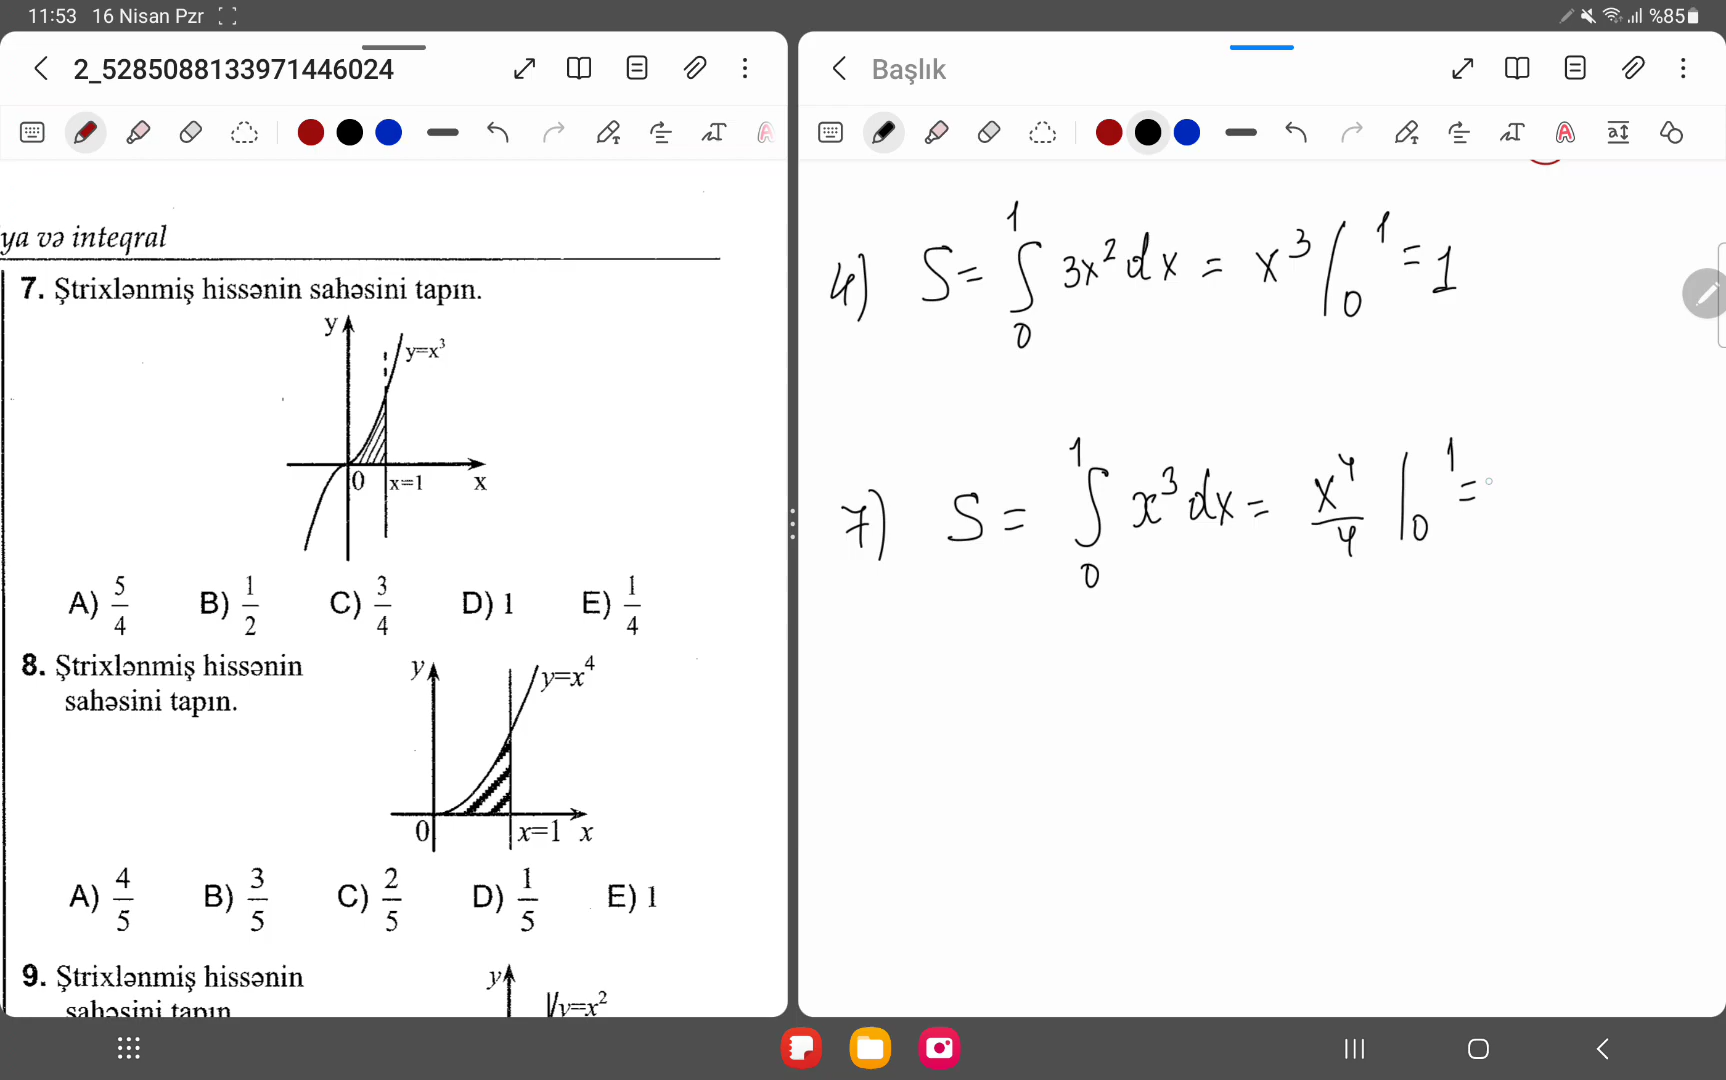 11:53 16 Nisan Pzr %85
2_5285088133971446024
ya və inteqral
7. Ştrixlənmiş hissənin sahəsini tapın.
y
y=x³
0 x=1 x
A) 5/4 B) 1/2 C) 3/4 D) 1 E) 1/4
8. Ştrixlənmiş hissənin
sahəsini tapın.
y
y=x⁴
0 x=1 x
A) 4/5 B) 3/5 C) 2/5 D) 1/5 E) 1
9. Ştrixlənmiş hissənin
sahəsini tapın
y
y=x²
Başlık
4) S = ∫₀¹ 3x² dx = x³ |₀¹ = 1
7) S = ∫₀¹ x³ dx = x⁴/4 |₀¹ =